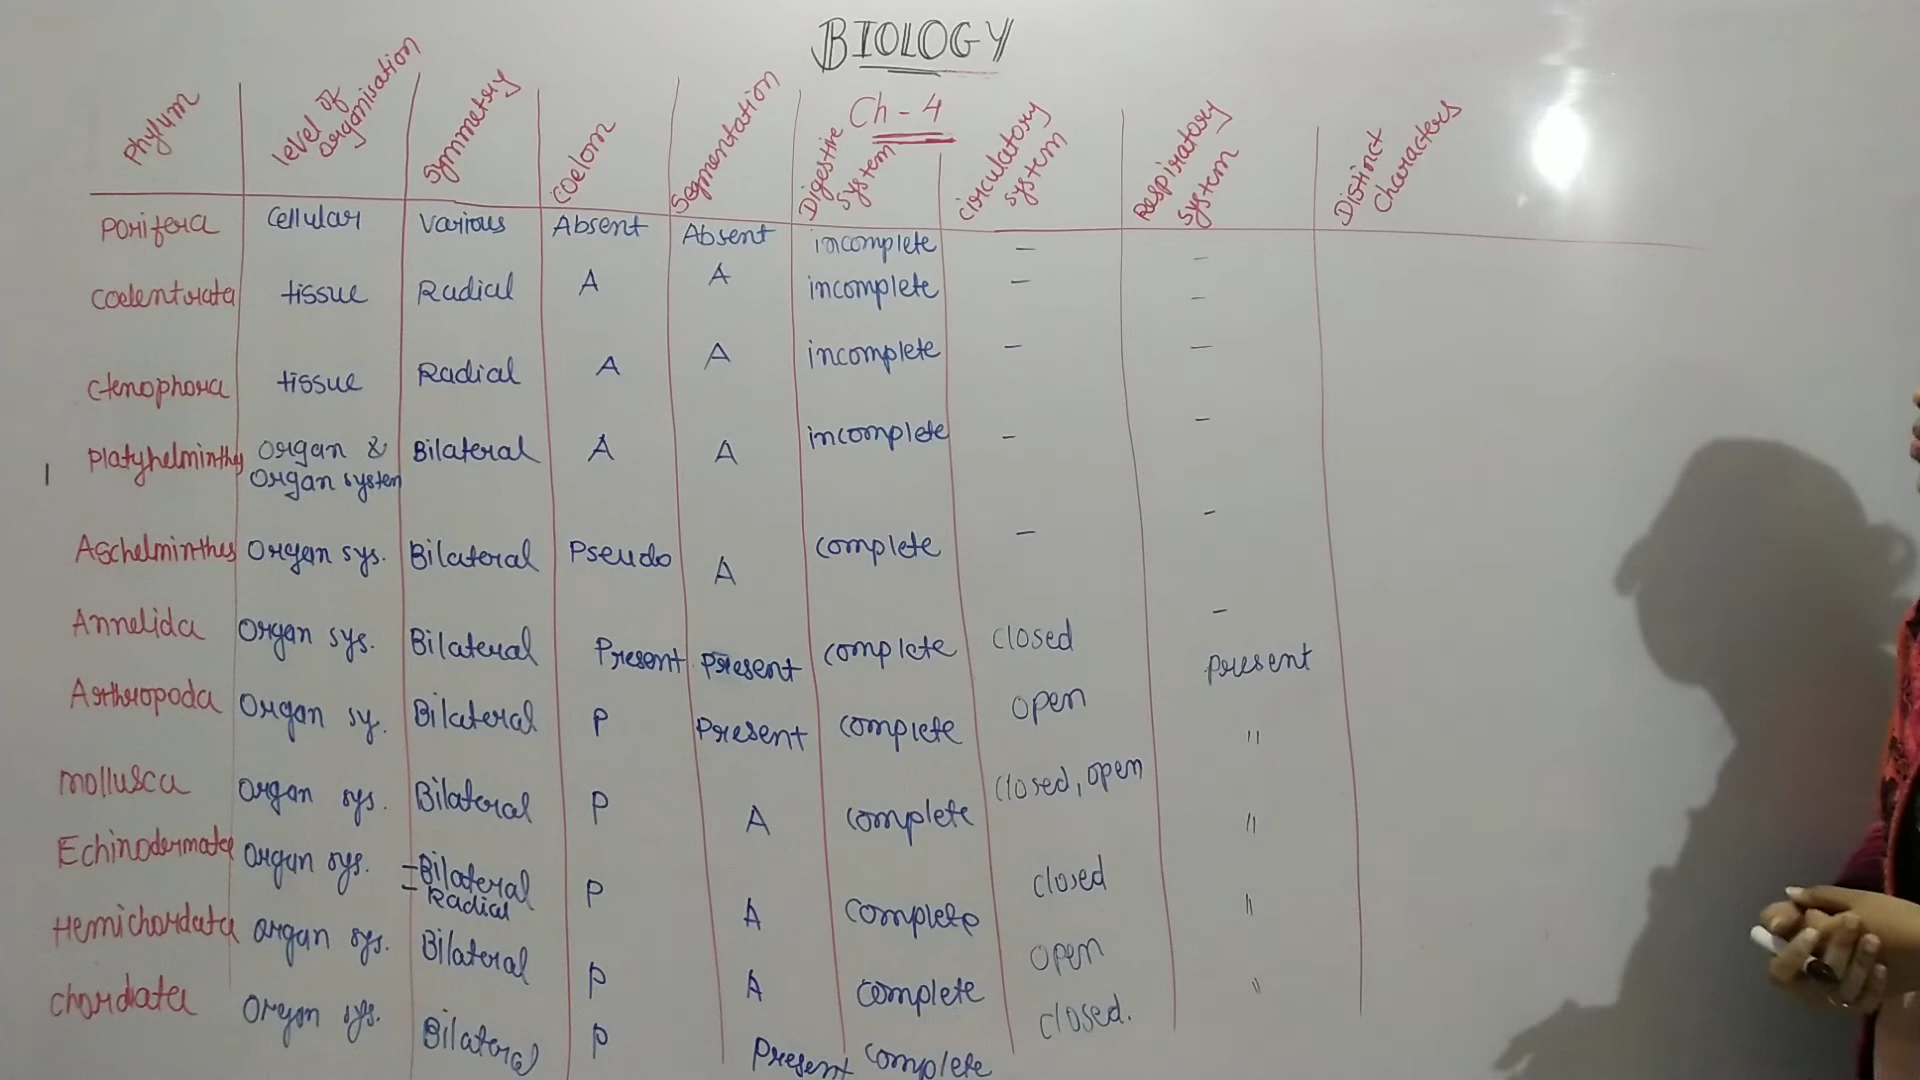 BIOLOGY
Ch - 4
Phylum
level of organisation
Symmetry
Coelom
Segmentation
Digestive System
Circulatory system
Respiratory system
Distinct Characters
Porifera cellular various Absent Absent incomplete - -
Coelentrata tissue Radial A A incomplete - -
Ctenophora tissue Radial A A incomplete - -
Platyhelminthes organ & Bilateral A A incomplete - -
organ system
Aschelminthes organ sys. Bilateral Pseudo A complete - -
Annelida organ sys. Bilateral Present Present complete closed -
Arthropoda organ sy. Bilateral P Present complete open present
Mollusca organ sys. Bilateral P A complete closed, open "
Echinodermata organ sys. Bilateral P A complete closed "
Radial
Hemichordata organ sys. Bilateral P A complete open "
Chordata organ sys. Bilateral P Present complete closed. "